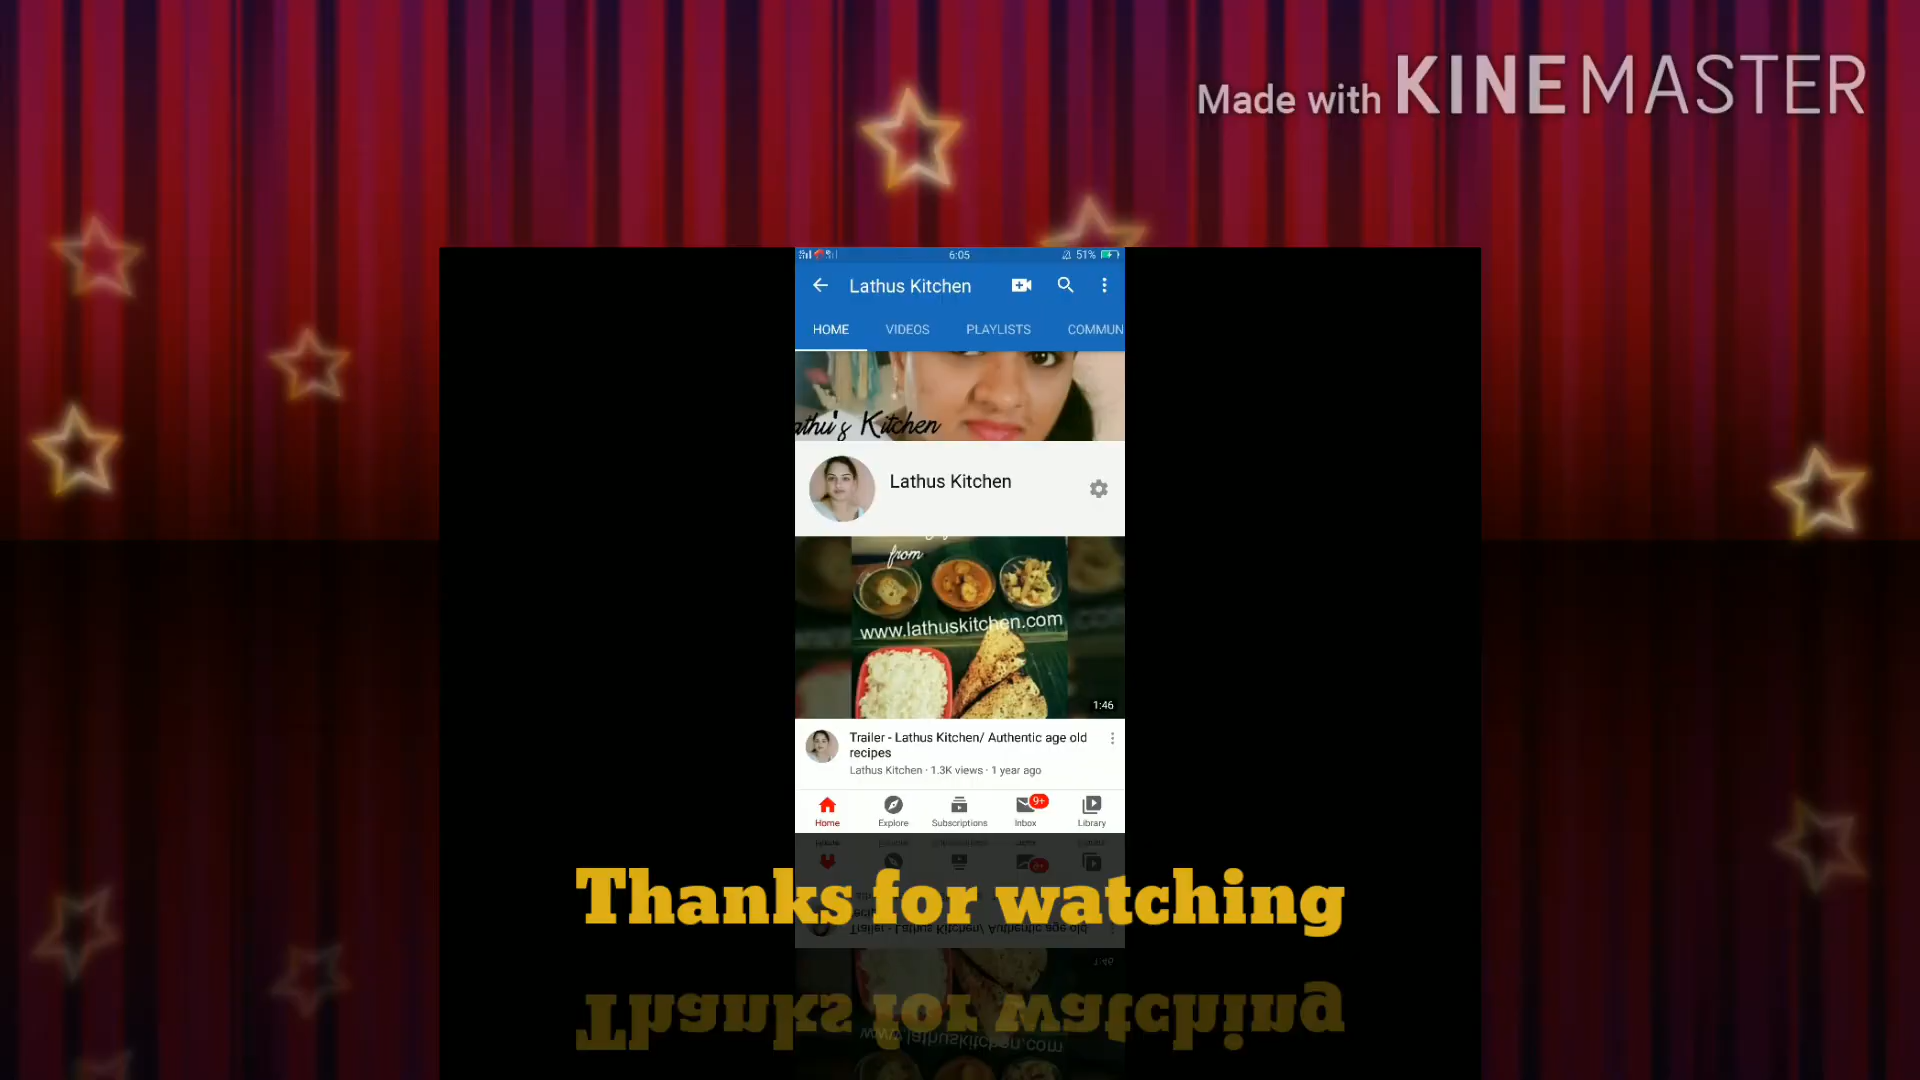 Made with KINEMASTER
6:05
51%
Lathus Kitchen
HOME VIDEOS PLAYLISTS COMMUN
athu's Kitchen
Lathus Kitchen
from
www.lathuskitchen.com
1:46
Trailer - Lathus Kitchen/ Authentic age old
recipes
Lathus Kitchen · 1.3K views · 1 year ago
9+
Home Explore Subscriptions Inbox Library
Thanks for watching